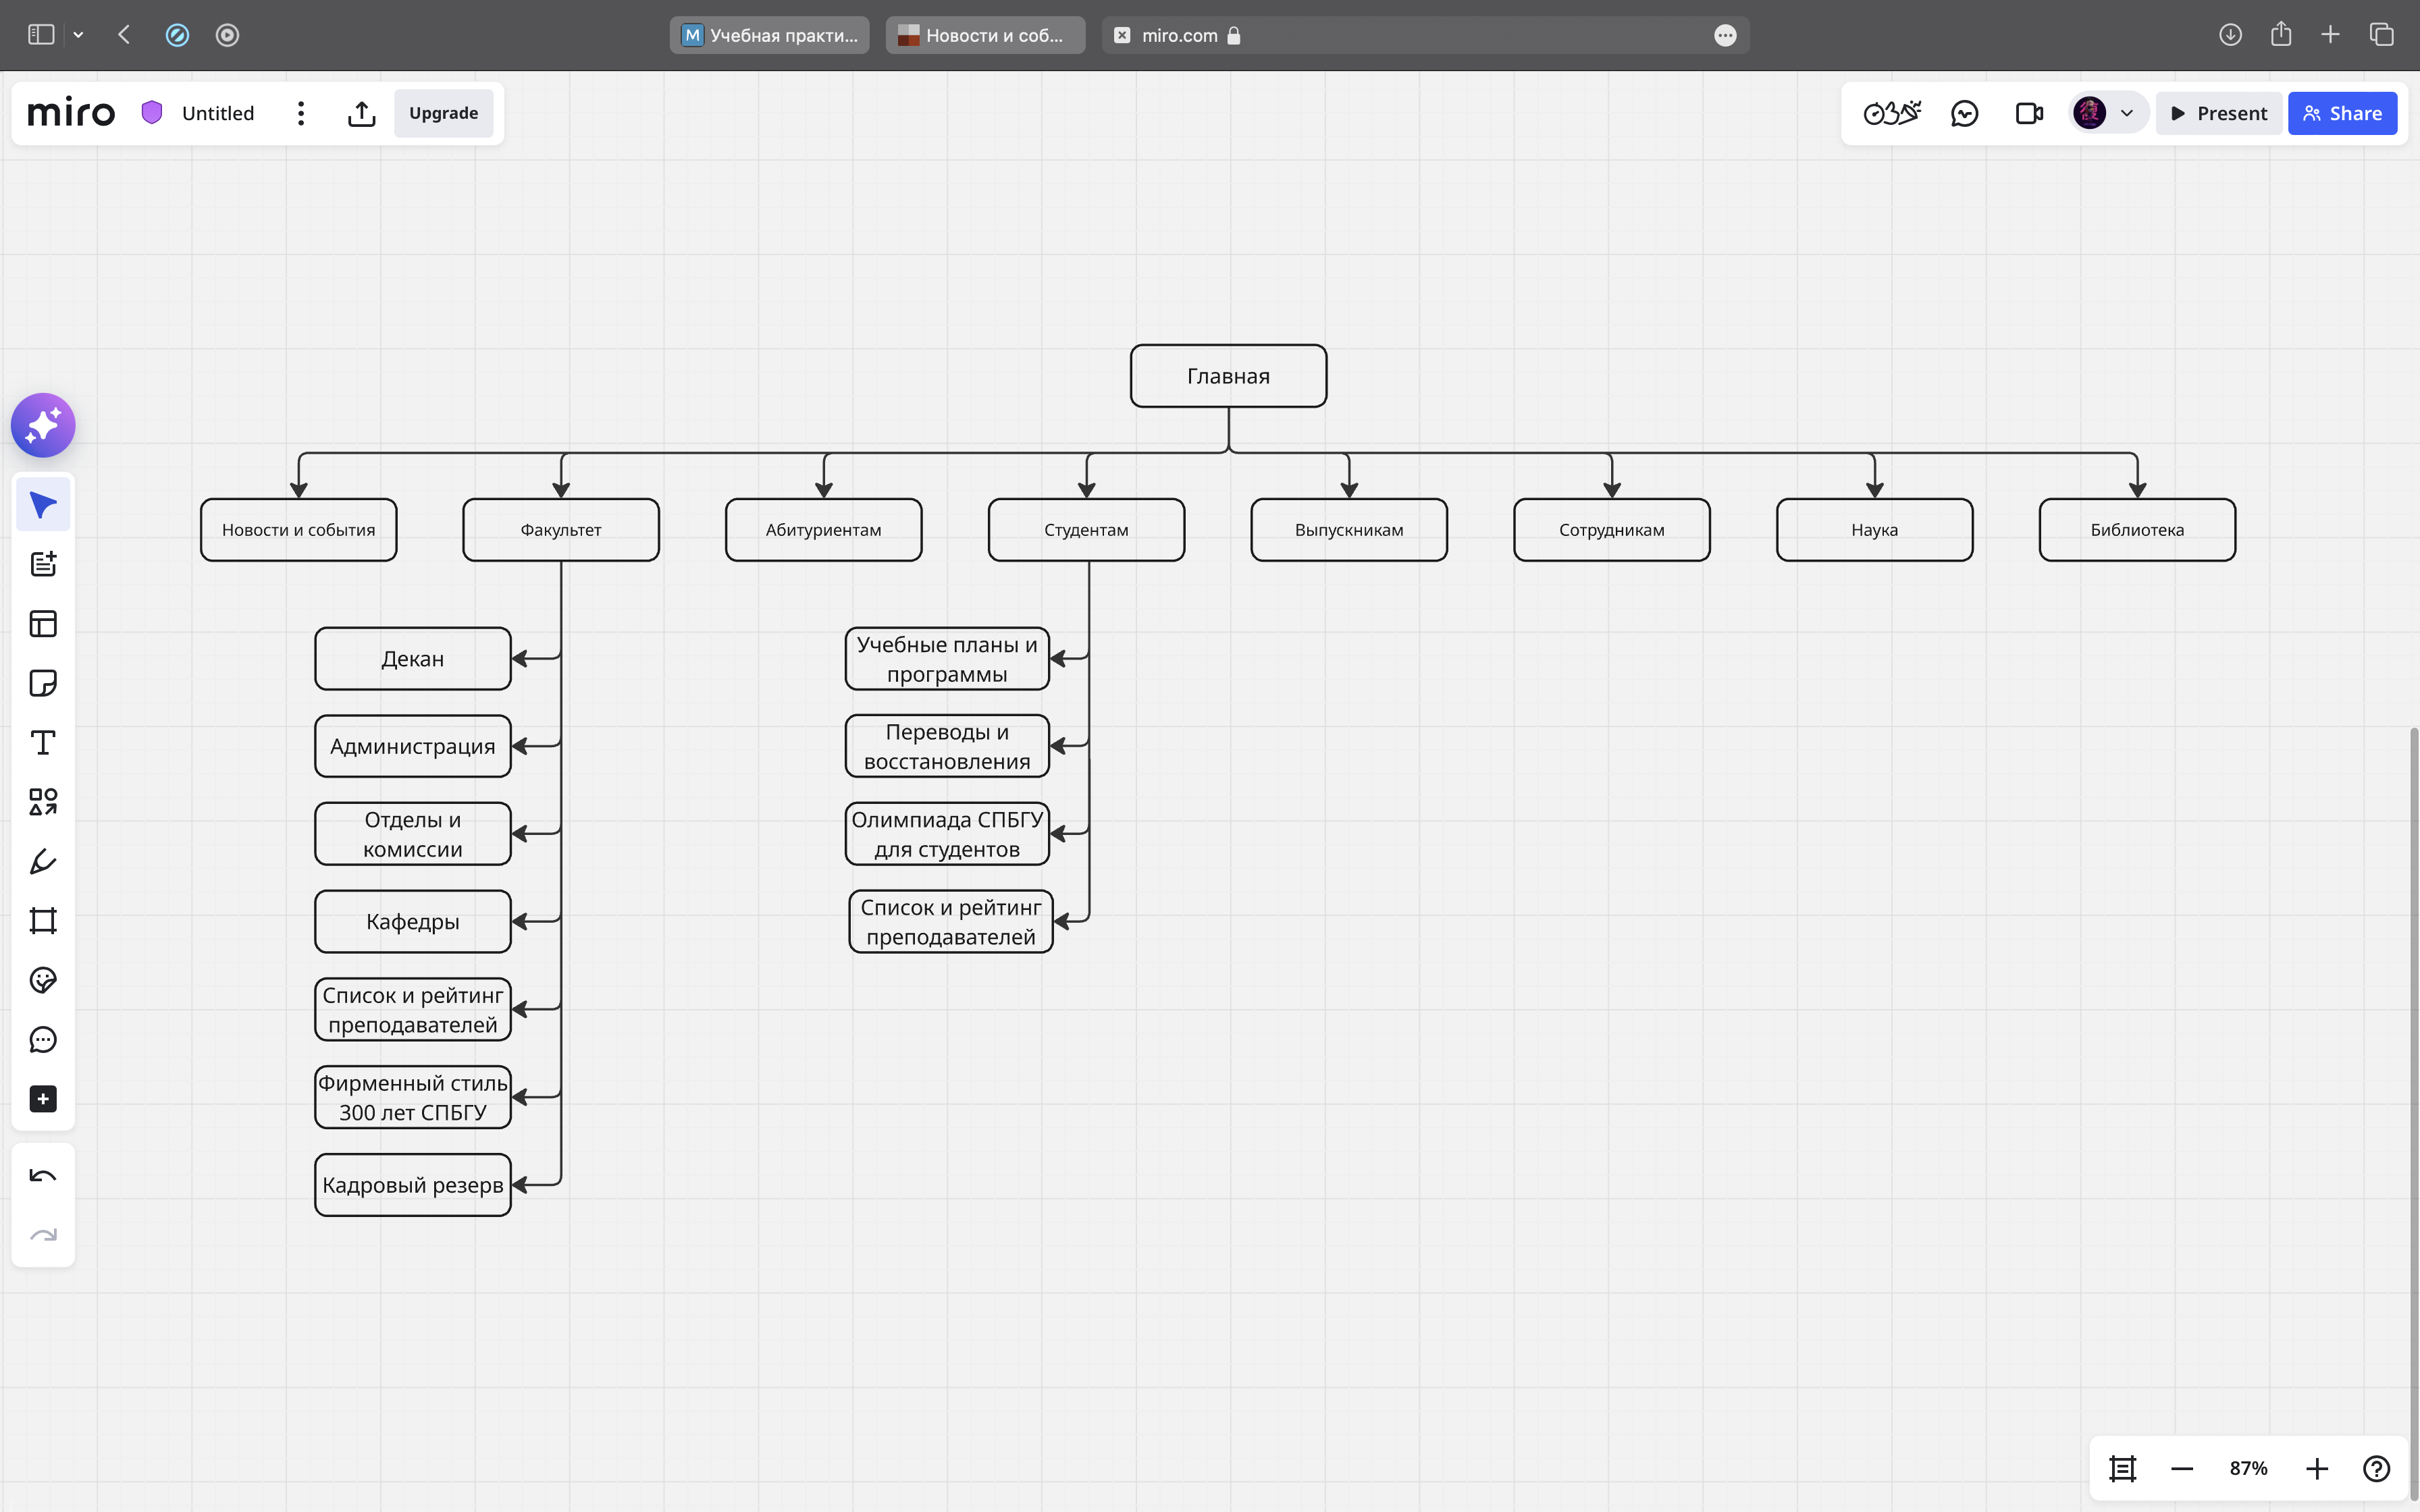 Учебная практи...
Новости и соб...
miro.com
miro
Untitled
Upgrade
Present
Share
Главная
Новости и события
Факультет
Абитуриентам
Студентам
Выпускникам
Сотрудникам
Наука
Библиотека
Декан
Администрация
Отделы и
комиссии
Кафедры
Список и рейтинг
преподавателей
Фирменный стиль
300 лет СПБГУ
Кадровый резерв
Учебные планы и
программы
Переводы и
восстановления
Олимпиада СПБГУ
для студентов
Список и рейтинг
преподавателей
87%